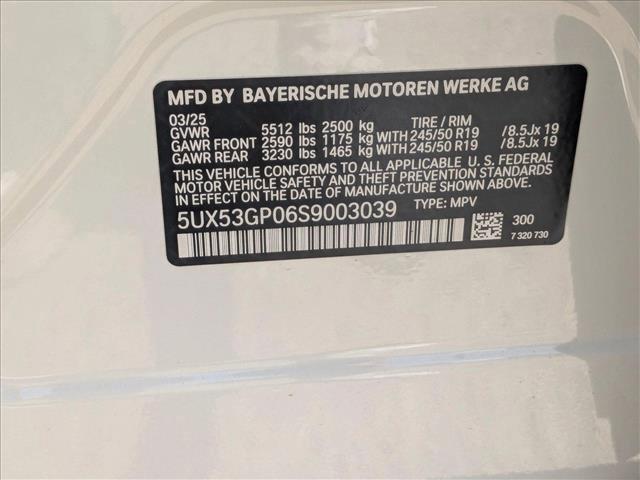 MFD BY BAYERISCHE MOTOREN WERKE AG
03/25 TIRE / RIM
GVWR 5512 lbs 2500 kg
GAWR FRONT 2590 lbs 1175 kg WITH 245/50 R19 /8.5Jx 19
GAWR REAR 3230 lbs 1465 kg WITH 245/50 R19 /8.5Jx 19
THIS VEHICLE CONFORMS TO ALL APPLICABLE U. S. FEDERAL
MOTOR VEHICLE SAFETY AND THEFT PREVENTION STANDARDS
IN EFFECT ON THE DATE OF MANUFACTURE SHOWN ABOVE.
5UX53GP06S9003039 TYPE: MPV
300
7 320 730